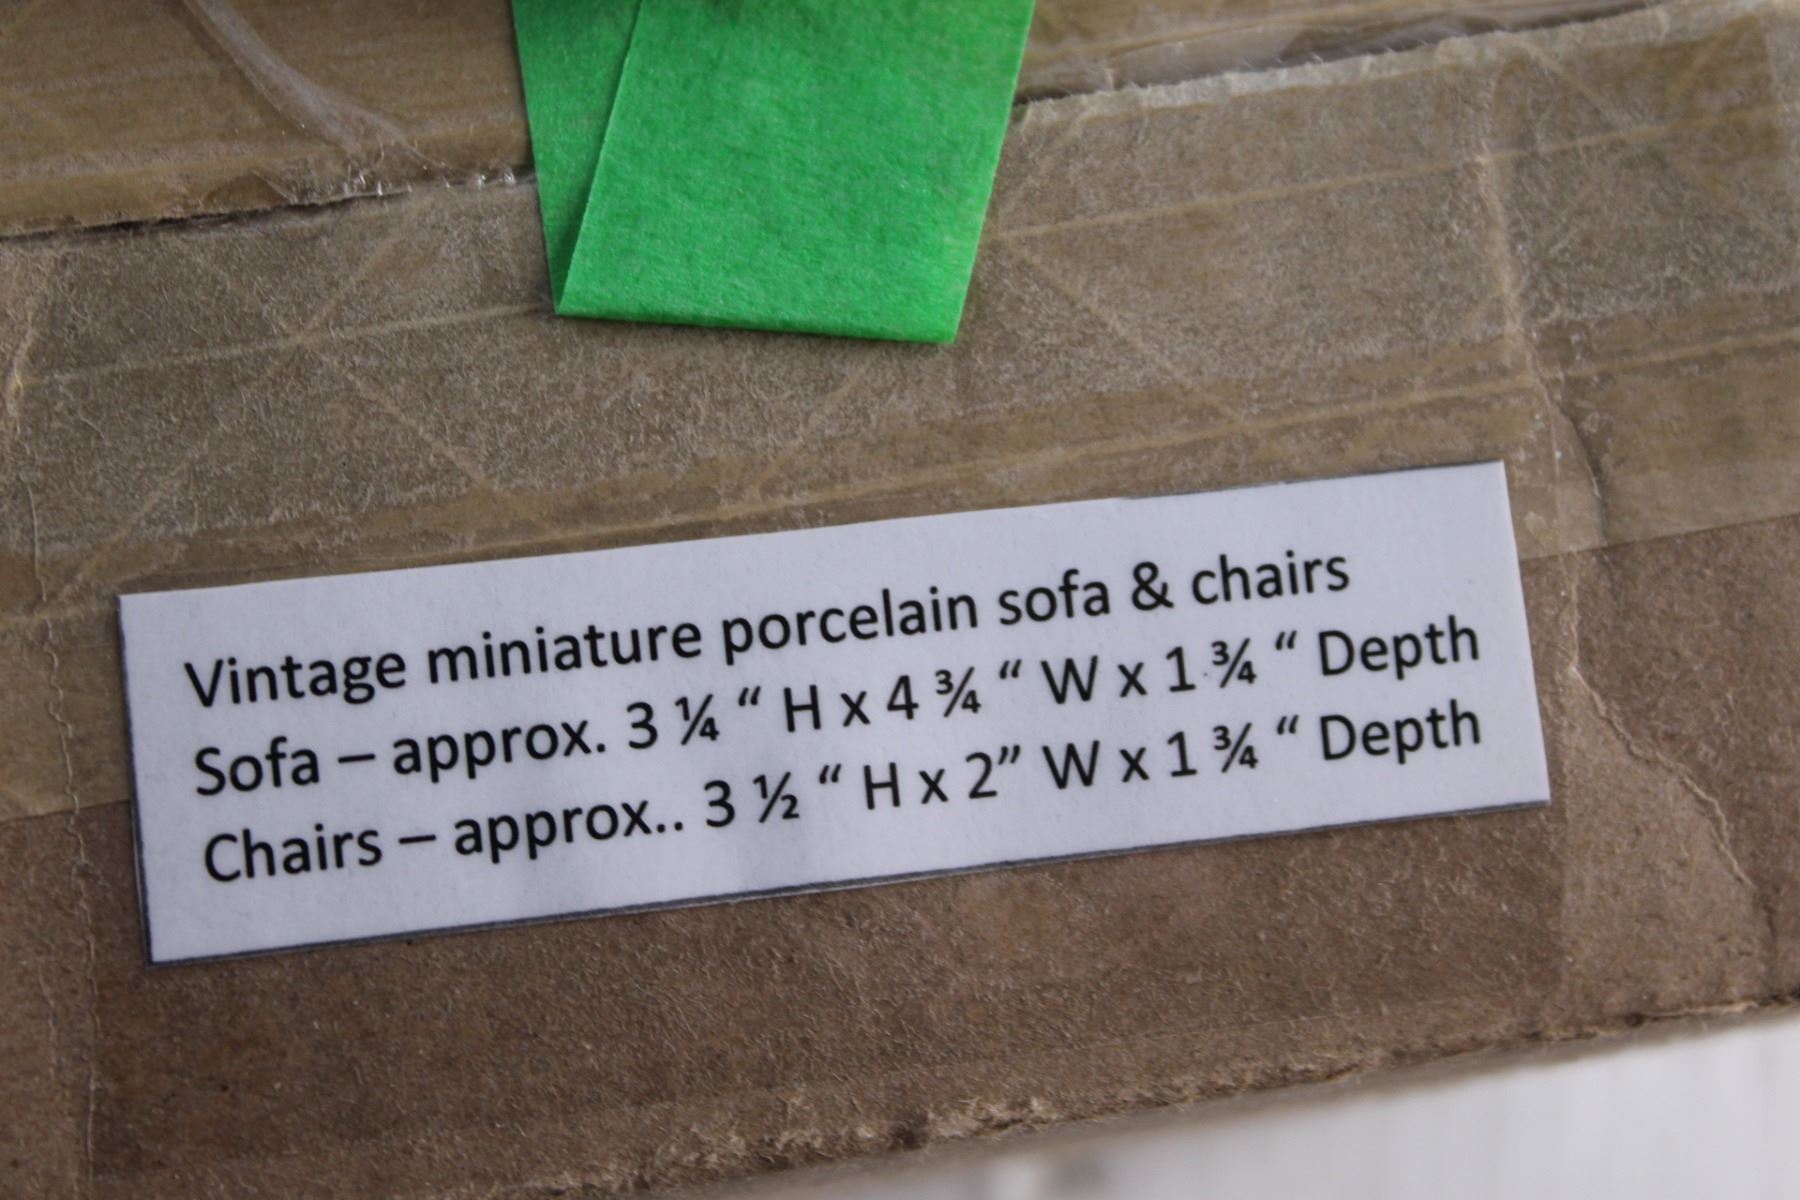 Vintage miniature porcelain sofa & chairs
Sofa – approx. 3 ¼ “ H x 4 ¾ “ W x 1 ¾ “ Depth
Chairs – approx.. 3 ½ “ H x 2” W x 1 ¾ “ Depth